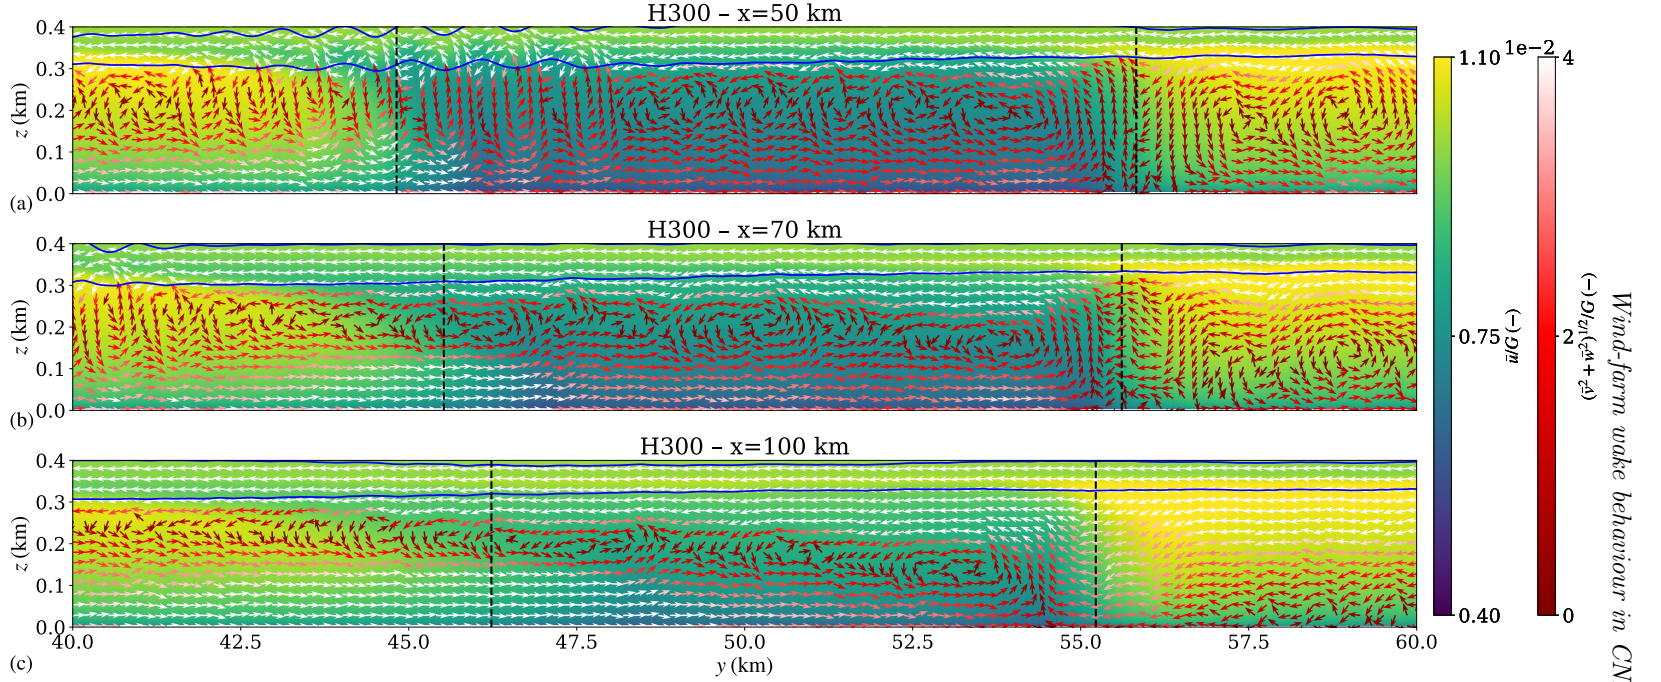 H300 – x=50 km
0.4
0.3
0.2
0.1
0.0
z (km)
(a)
H300 – x=70 km
0.4
0.3
0.2
0.1
0.0
z (km)
(b)
H300 – x=100 km
0.4
0.3
0.2
0.1
0.0
z (km)
(c)
40.0 42.5 45.0 47.5 50.0 52.5 55.0 57.5 60.0
y (km)
1.10
0.75
0.40
ū/G (−)
1e−2
4
2
0
(v̄² + w̄²)^{1/2}/G (−)
Wind-farm wake behaviour in CN